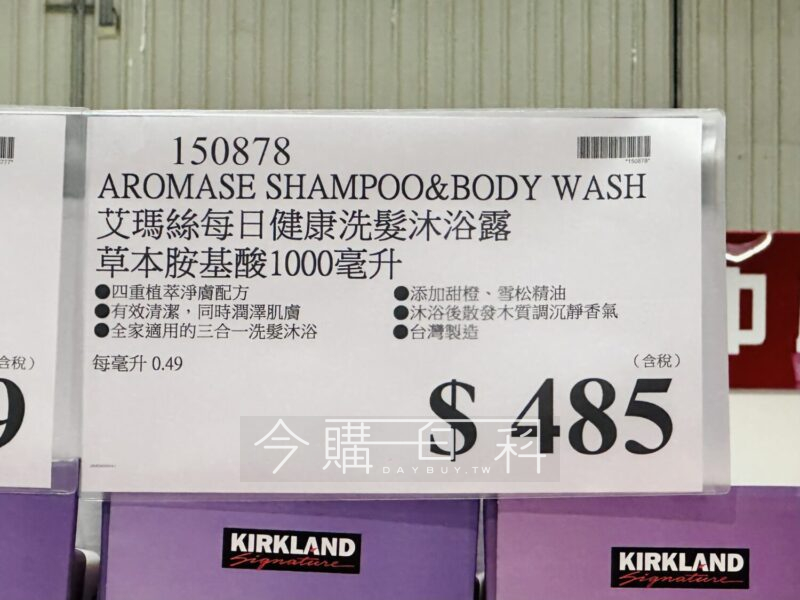 150878
*150878*
AROMASE SHAMPOO&BODY WASH
艾瑪絲每日健康洗髮沐浴露
草本胺基酸1000毫升
●四重植萃淨膚配方
●有效清潔，同時潤澤肌膚
●全家適用的三合一洗髮沐浴
●添加甜橙、雪松精油
●沐浴後散發木質調沉靜香氣
●台灣製造
每毫升 0.49
（含稅）
$ 485
含稅）
9
今購百科
DAYBUY.TW
KIRKLAND
Signature
KIRKLAND
Signature